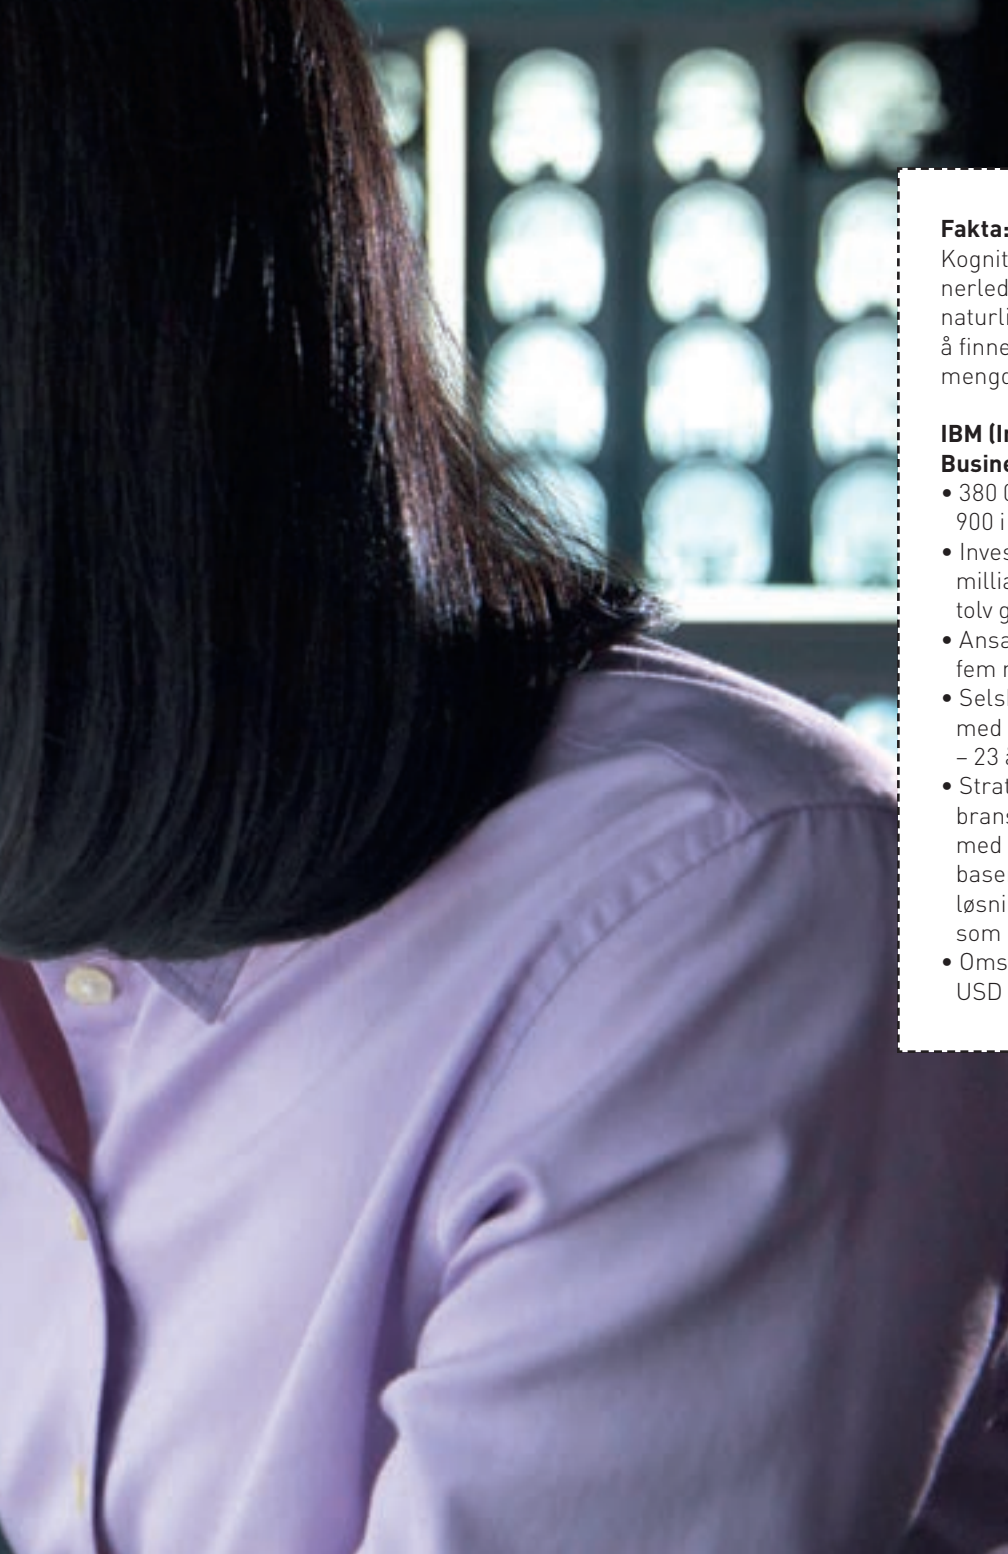 Fakta:
Kognit
nerled
naturli
å finne
mengd
IBM (In
Busine
• 380 0
900 i
• Inves
millia
tolv g
• Ansa
fem
• Sels
med
– 23
• Strat
brans
med
base
løsni
som
• Oms
USD